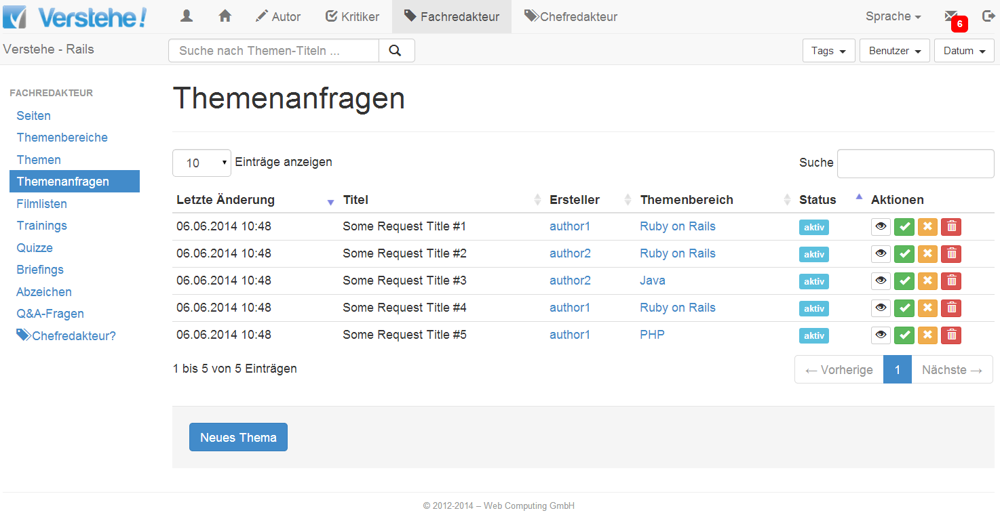 Verstehe! Autor Kritiker Fachredakteur Chefredakteur Sprache 6
Verstehe - Rails Suche nach Themen-Titeln ... Tags Benutzer Datum
FACHREDAKTEUR
Seiten
Themenbereiche
Themen
Themenanfragen
Filmlisten
Trainings
Quizze
Briefings
Abzeichen
Q&A-Fragen
Chefredakteur?
Themenanfragen
10 Einträge anzeigen Suche
Letzte Änderung Titel Ersteller Themenbereich Status Aktionen
06.06.2014 10:48 Some Request Title #1 author1 Ruby on Rails aktiv
06.06.2014 10:48 Some Request Title #2 author2 Ruby on Rails aktiv
06.06.2014 10:48 Some Request Title #3 author2 Java aktiv
06.06.2014 10:48 Some Request Title #4 author1 Ruby on Rails aktiv
06.06.2014 10:48 Some Request Title #5 author1 PHP aktiv
1 bis 5 von 5 Einträgen ← Vorherige 1 Nächste →
Neues Thema
© 2012-2014 – Web Computing GmbH